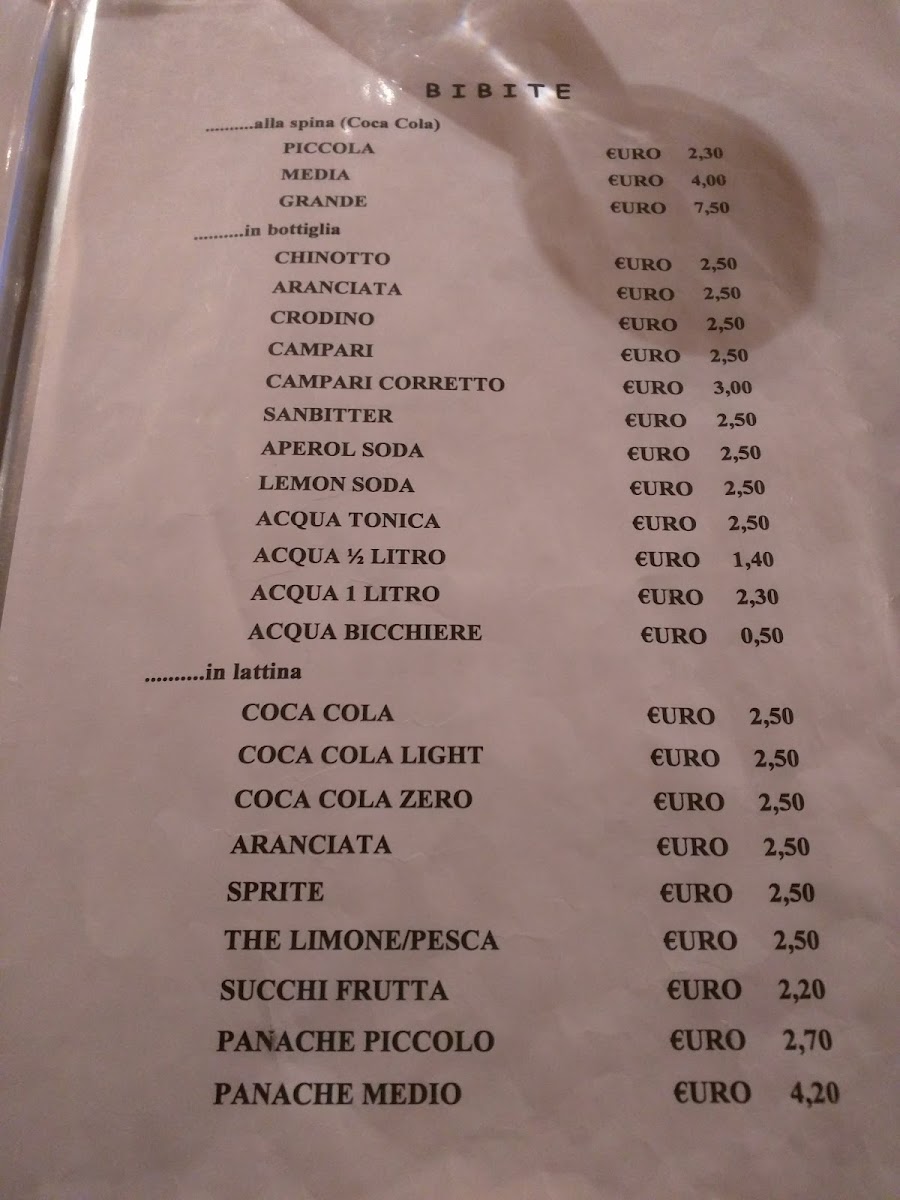 BIBITE
..........alla spina (Coca Cola)
PICCOLA €URO 2,30
MEDIA €URO 4,00
GRANDE €URO 7,50
..........in bottiglia
CHINOTTO €URO 2,50
ARANCIATA €URO 2,50
CRODINO €URO 2,50
CAMPARI €URO 2,50
CAMPARI CORRETTO €URO 3,00
SANBITTER €URO 2,50
APEROL SODA €URO 2,50
LEMON SODA €URO 2,50
ACQUA TONICA €URO 2,50
ACQUA ½ LITRO €URO 1,40
ACQUA 1 LITRO €URO 2,30
ACQUA BICCHIERE €URO 0,50
..........in lattina
COCA COLA €URO 2,50
COCA COLA LIGHT €URO 2,50
COCA COLA ZERO €URO 2,50
ARANCIATA €URO 2,50
SPRITE €URO 2,50
THE LIMONE/PESCA €URO 2,50
SUCCHI FRUTTA €URO 2,20
PANACHE PICCOLO €URO 2,70
PANACHE MEDIO €URO 4,20